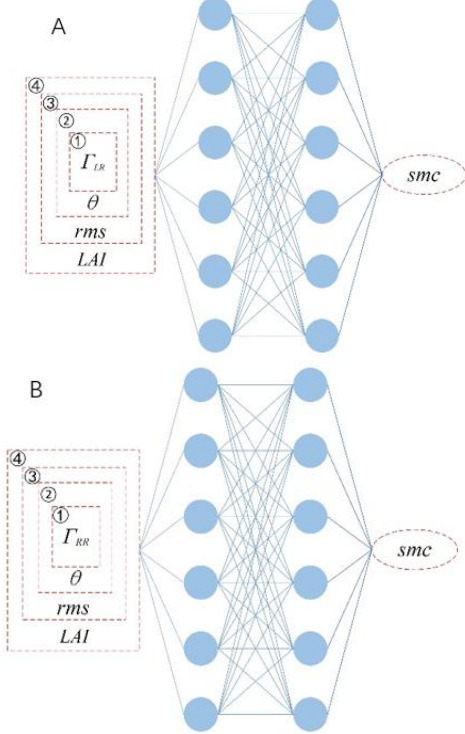 A
④
③
②
①
Γ_LR
θ
rms
LAI
smc
B
④
③
②
①
Γ_RR
θ
rms
LAI
smc